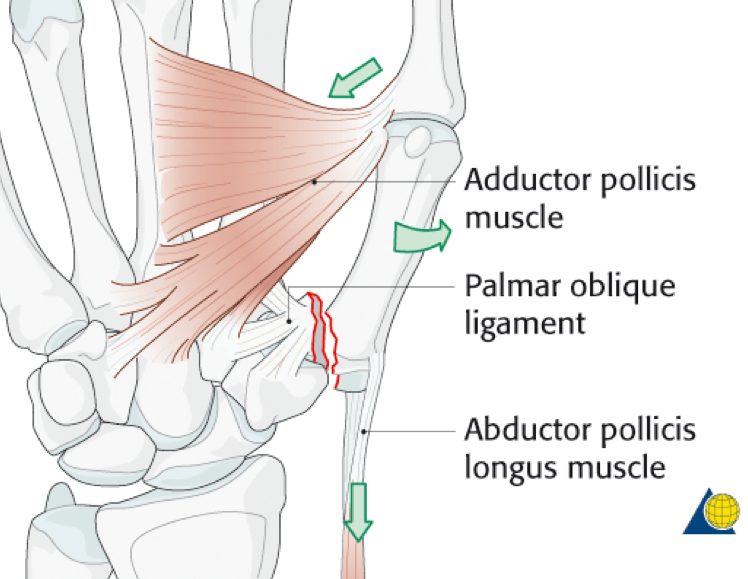 Adductor pollicis
muscle
Palmar oblique
ligament
Abductor pollicis
longus muscle